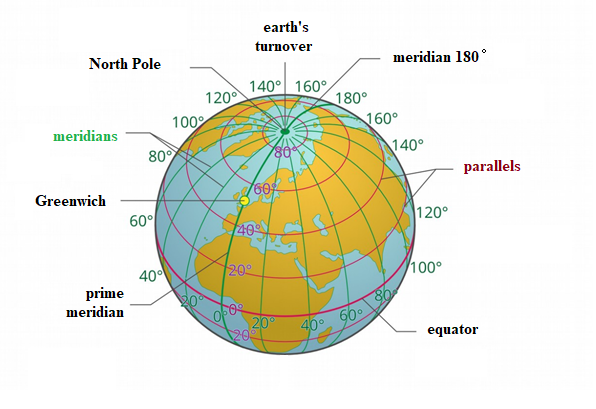 earth's
turnover
North Pole
meridian 180°
140° 160°
120° 180°
100° 160°
meridians
80° 140°
80°
parallels
60°
Greenwich
60° 120°
40°
20° 100°
40°
prime
meridian
20° 80°
0° 0° 20° 40° 60°
20°
equator